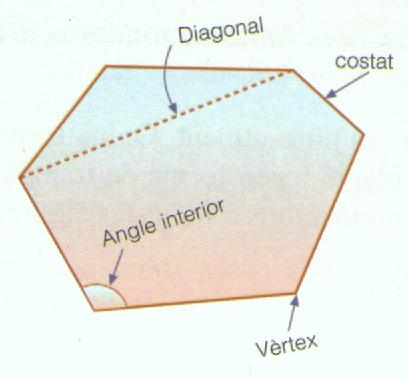 Diagonal
costat
Angle interior
Vèrtex